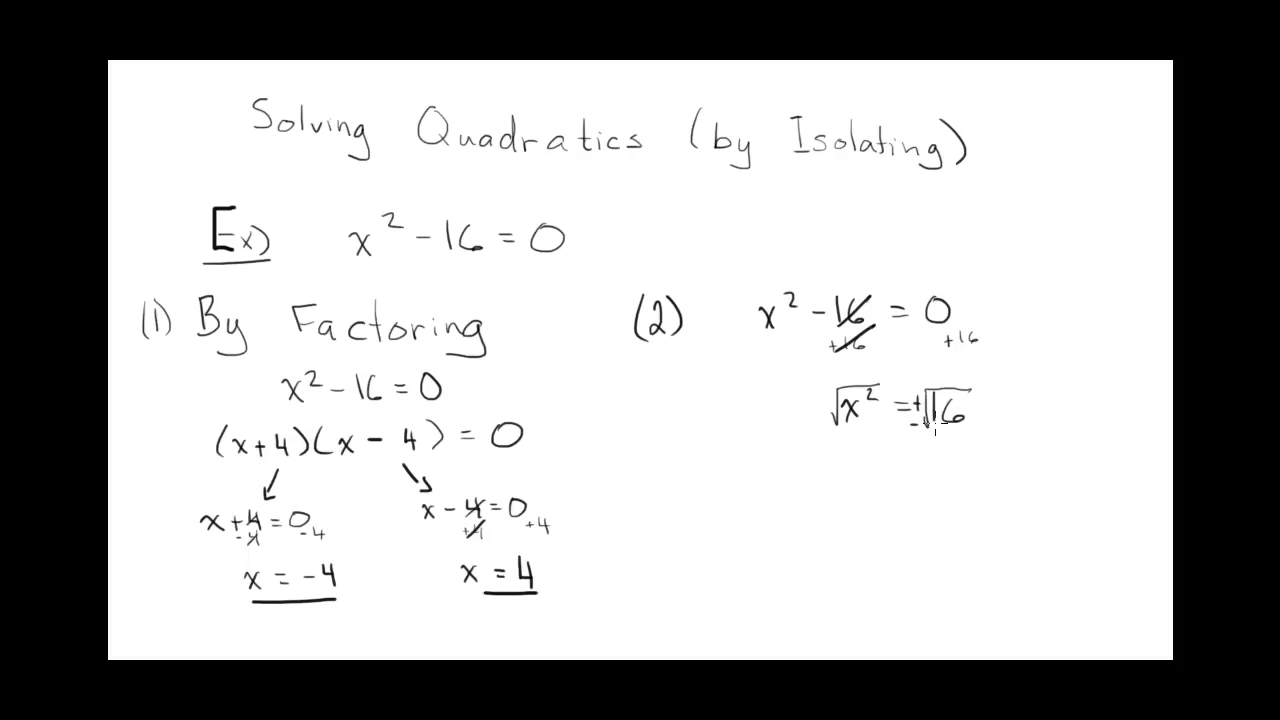 Solving Quadratics (by Isolating)
Ex) x² - 16 = 0
(1) By Factoring
x² - 16 = 0
(x + 4)(x - 4) = 0
x + 4 = 0
- 4 - 4
x = -4
x - 4 = 0
+4 +4
x = 4
(2) x² - 16 = 0
+16 +16
√x² = ±√16